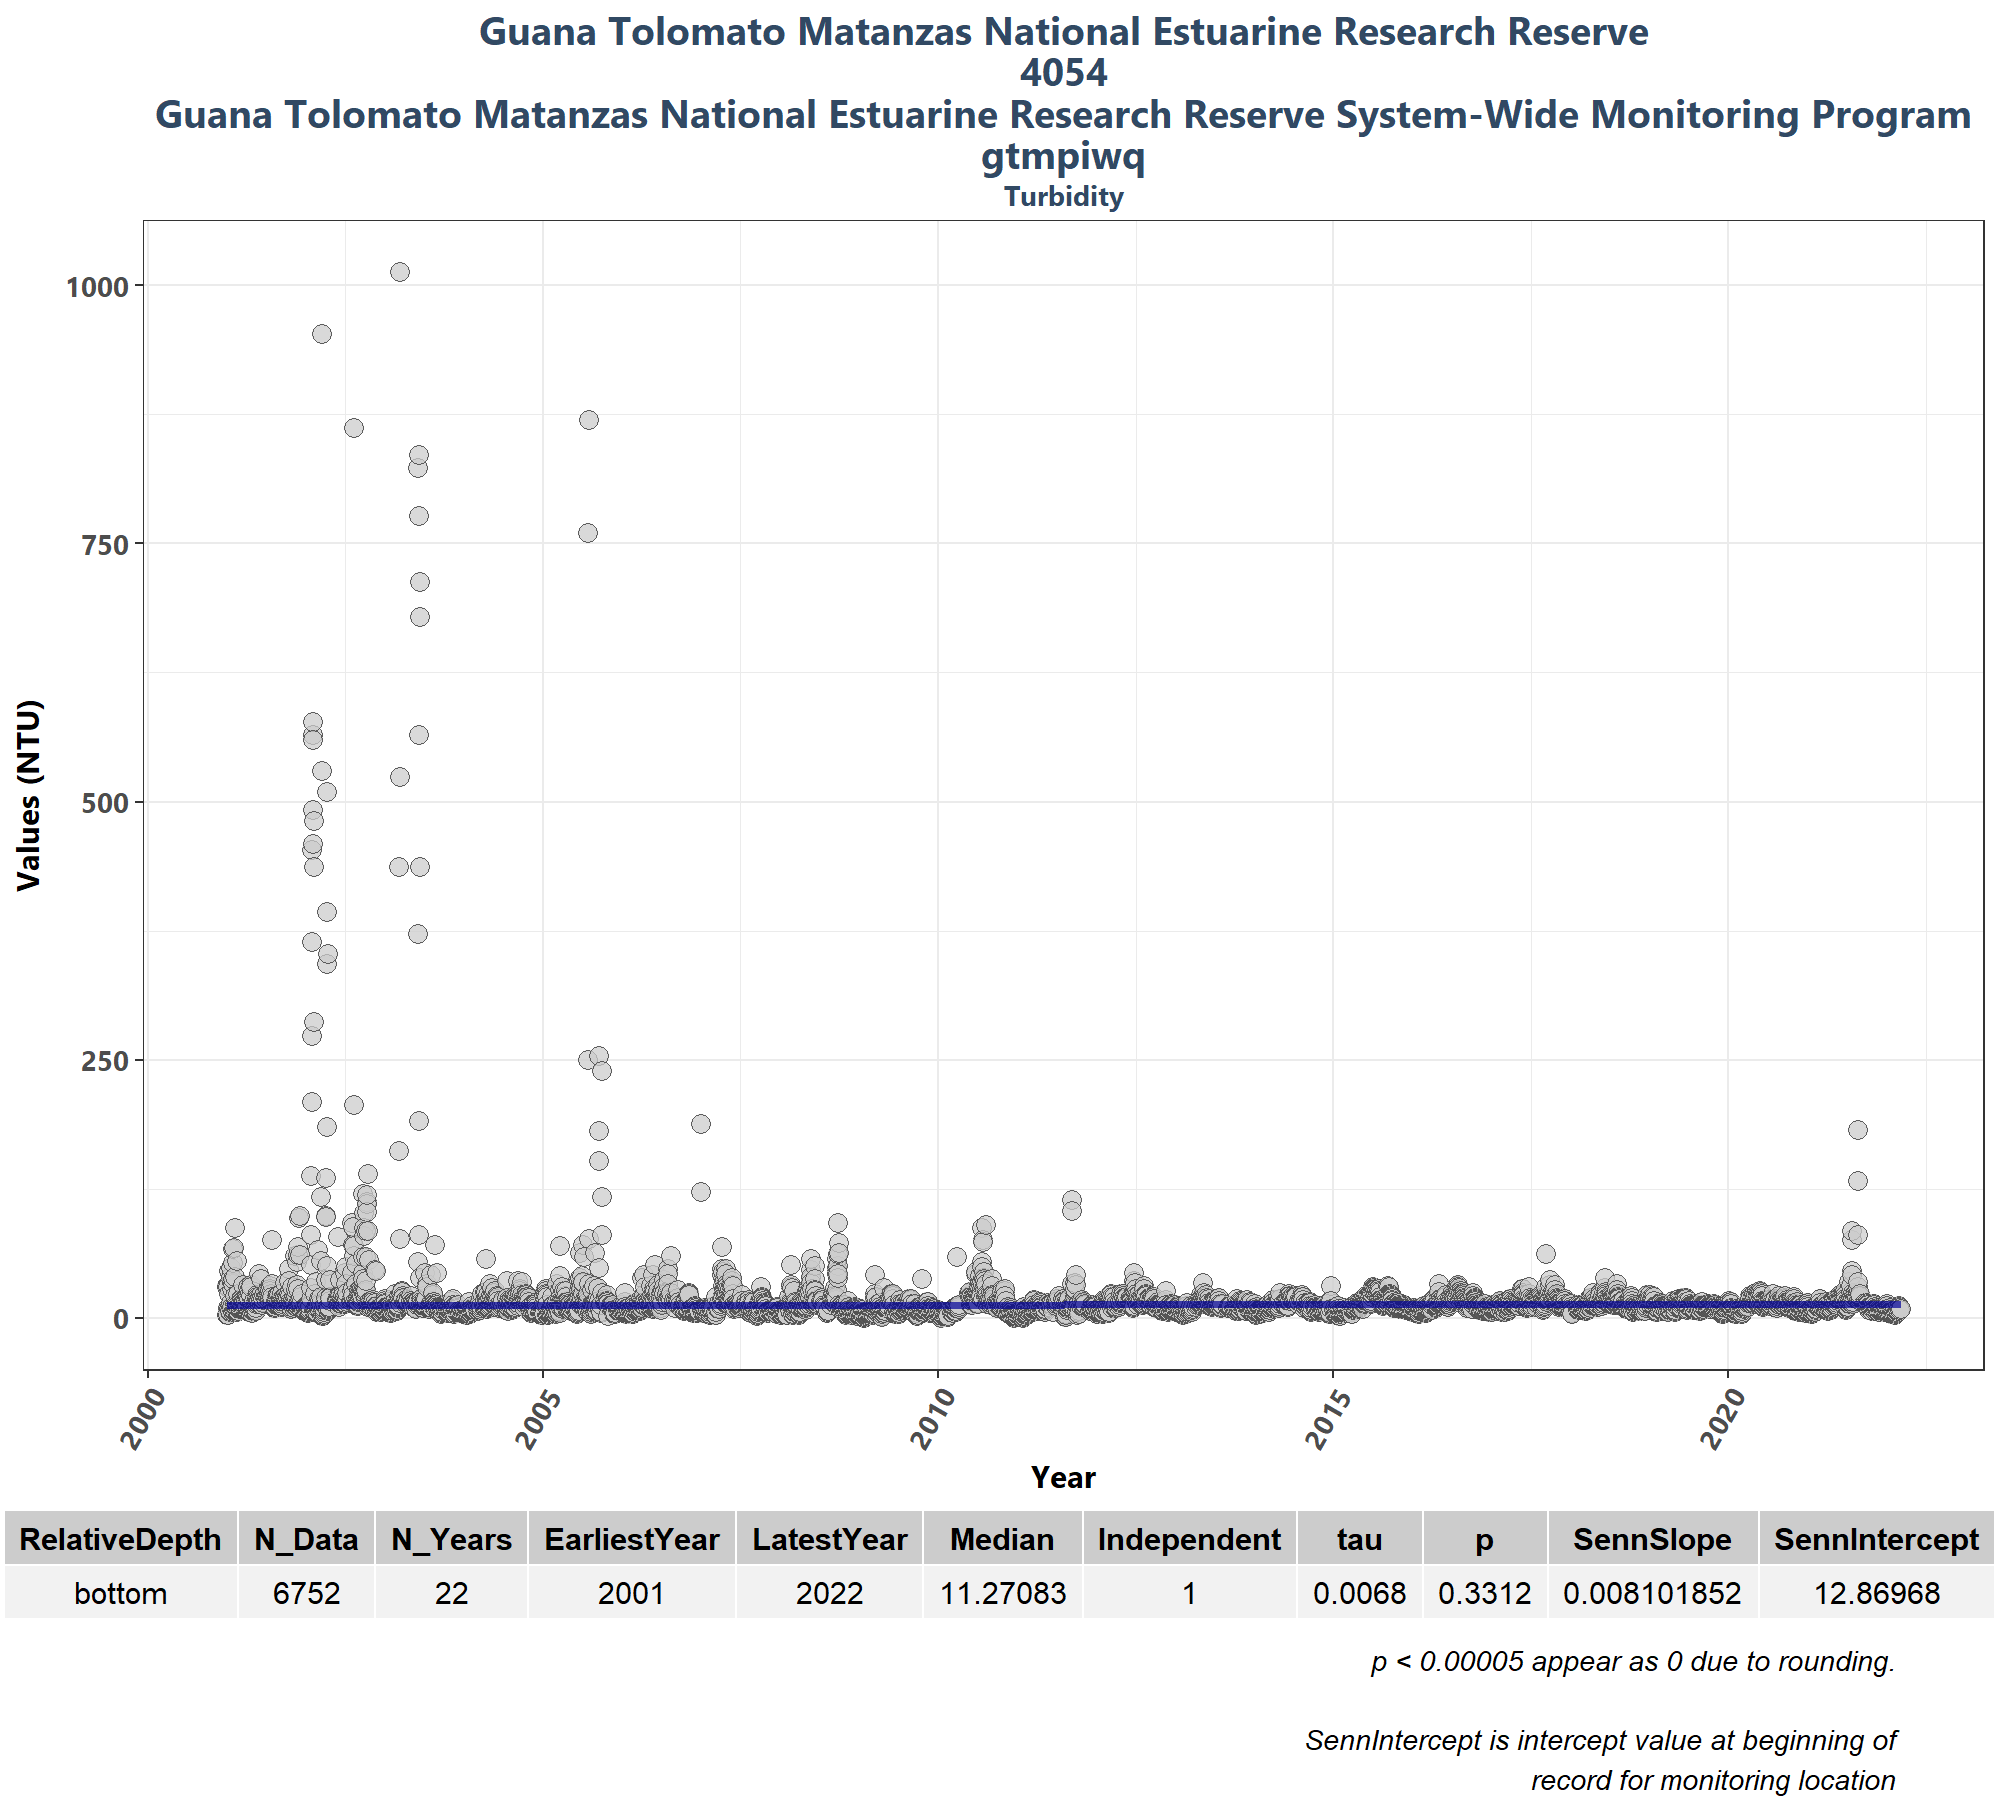 Guana Tolomato Matanzas National Estuarine Research Reserve
4054
Guana Tolomato Matanzas National Estuarine Research Reserve System-Wide Monitoring Program
gtmpiwq
Turbidity
1000
750
500
250
0
Values (NTU)
2000
2005
2010
2015
2020
Year
RelativeDepth N_Data N_Years EarliestYear LatestYear Median Independent tau p SennSlope SennIntercept
bottom 6752 22 2001 2022 11.27083 1 0.0068 0.3312 0.008101852 12.86968
p < 0.00005 appear as 0 due to rounding.
SennIntercept is intercept value at beginning of
record for monitoring location